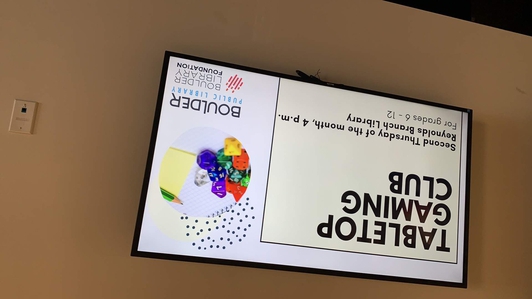 BOULDER
PUBLIC LIBRARY
BOULDER
LIBRARY
FOUNDATION
TABLETOP
GAMING
CLUB
Second Thursday of the month, 4 p.m.
Reynolds Branch Library
For grades 6 - 12